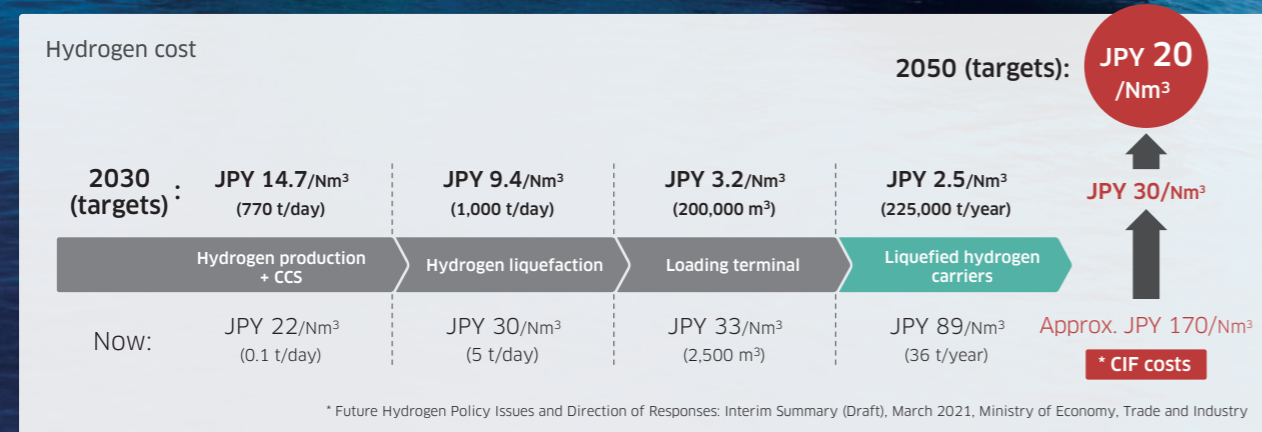 Hydrogen cost
2050 (targets):
JPY 20
/Nm³
2030
(targets) :
JPY 14.7/Nm³
(770 t/day)
JPY 9.4/Nm³
(1,000 t/day)
JPY 3.2/Nm³
(200,000 m³)
JPY 2.5/Nm³
(225,000 t/year)
JPY 30/Nm³
Hydrogen production
+ CCS
Hydrogen liquefaction
Loading terminal
Liquefied hydrogen
carriers
Now:
JPY 22/Nm³
(0.1 t/day)
JPY 30/Nm³
(5 t/day)
JPY 33/Nm³
(2,500 m³)
JPY 89/Nm³
(36 t/year)
Approx. JPY 170/Nm³
* CIF costs
* Future Hydrogen Policy Issues and Direction of Responses: Interim Summary (Draft), March 2021, Ministry of Economy, Trade and Industry